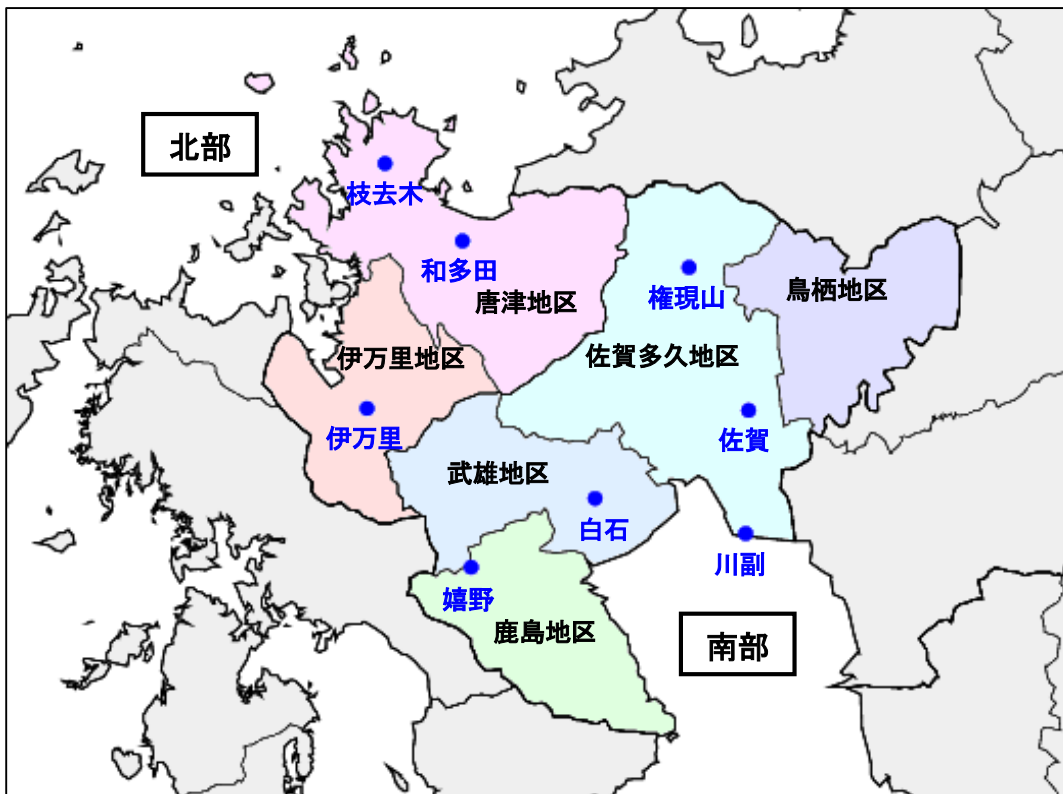 北部
枝去木
和多田
唐津地区
権現山
鳥栖地区
伊万里地区
佐賀多久地区
伊万里
佐賀
武雄地区
白石
川副
嬉野
鹿島地区
南部